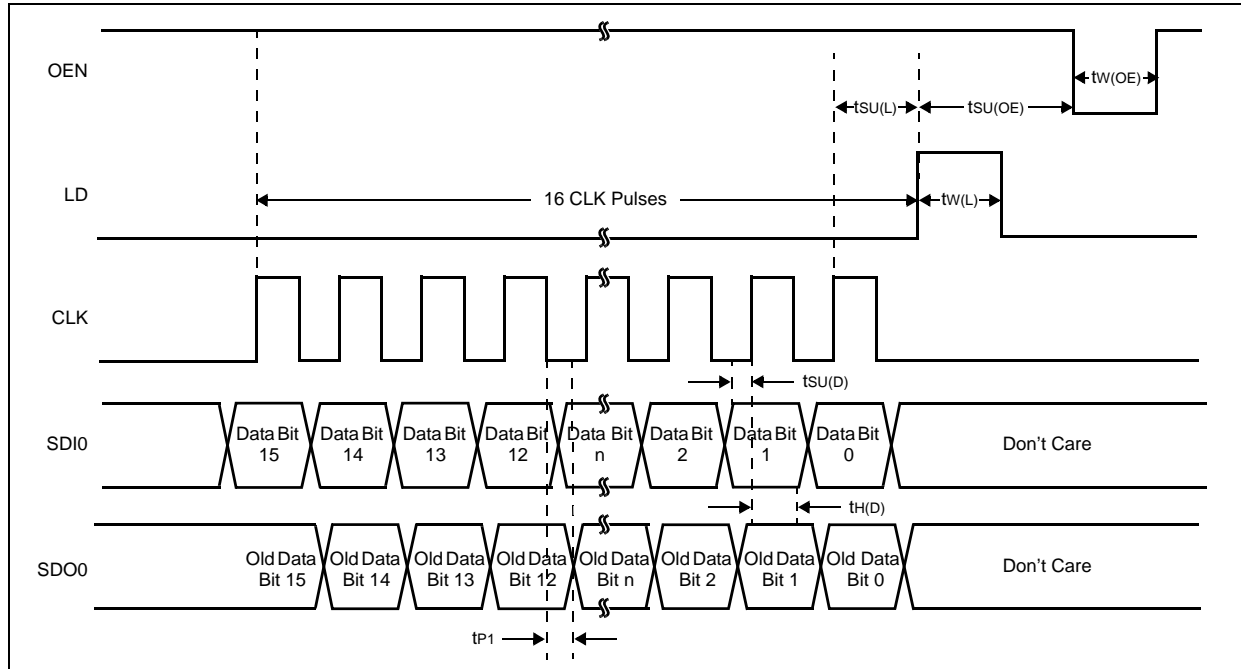 OEN
tW(OE)
tSU(L)
tSU(OE)
LD
16 CLK Pulses
tW(L)
CLK
tSU(D)
SDI0
Data Bit
15
Data Bit
14
Data Bit
13
Data Bit
12
Data Bit
n
Data Bit
2
Data Bit
1
Data Bit
0
Don't Care
tH(D)
SDO0
Old Data
Bit 15
Old Data
Bit 14
Old Data
Bit 13
Old Data
Bit 12
Old Data
Bit n
Old Data
Bit 2
Old Data
Bit 1
Old Data
Bit 0
Don't Care
tP1